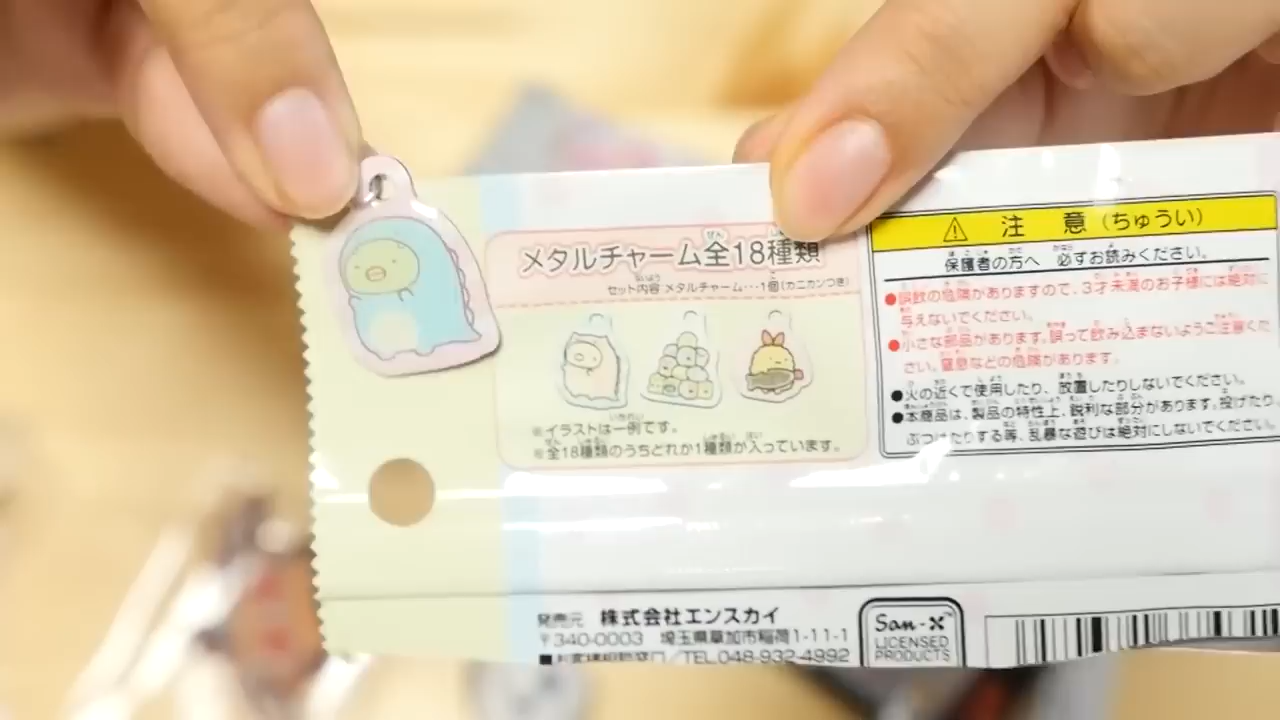 メタルチャーム全18種類
セット内容 メタルチャーム…1個(カニカンつき)
※イラストは一例です。
※全18種類のうちどれか1種類が入っています。
⚠ 注 意 (ちゅうい)
保護者の方へ 必ずお読みください。
●誤飲の危険がありますので、3才未満のお子様には絶対に
与えないでください。
●小さな部品があります。誤って飲み込まないようご注意くだ
さい。窒息などの危険があります。
●火の近くで使用したり、放置したりしないでください。
●本商品は、製品の特性上、鋭利な部分があります。投げたり、
ぶつけたりする等、乱暴な遊びは絶対にしないでください。
発売元 株式会社エンスカイ
〒340-0003 埼玉県草加市稲荷1-11-1
■お客様相談窓口/TEL.048-932-4992
San-X
LICENSED
PRODUCTS